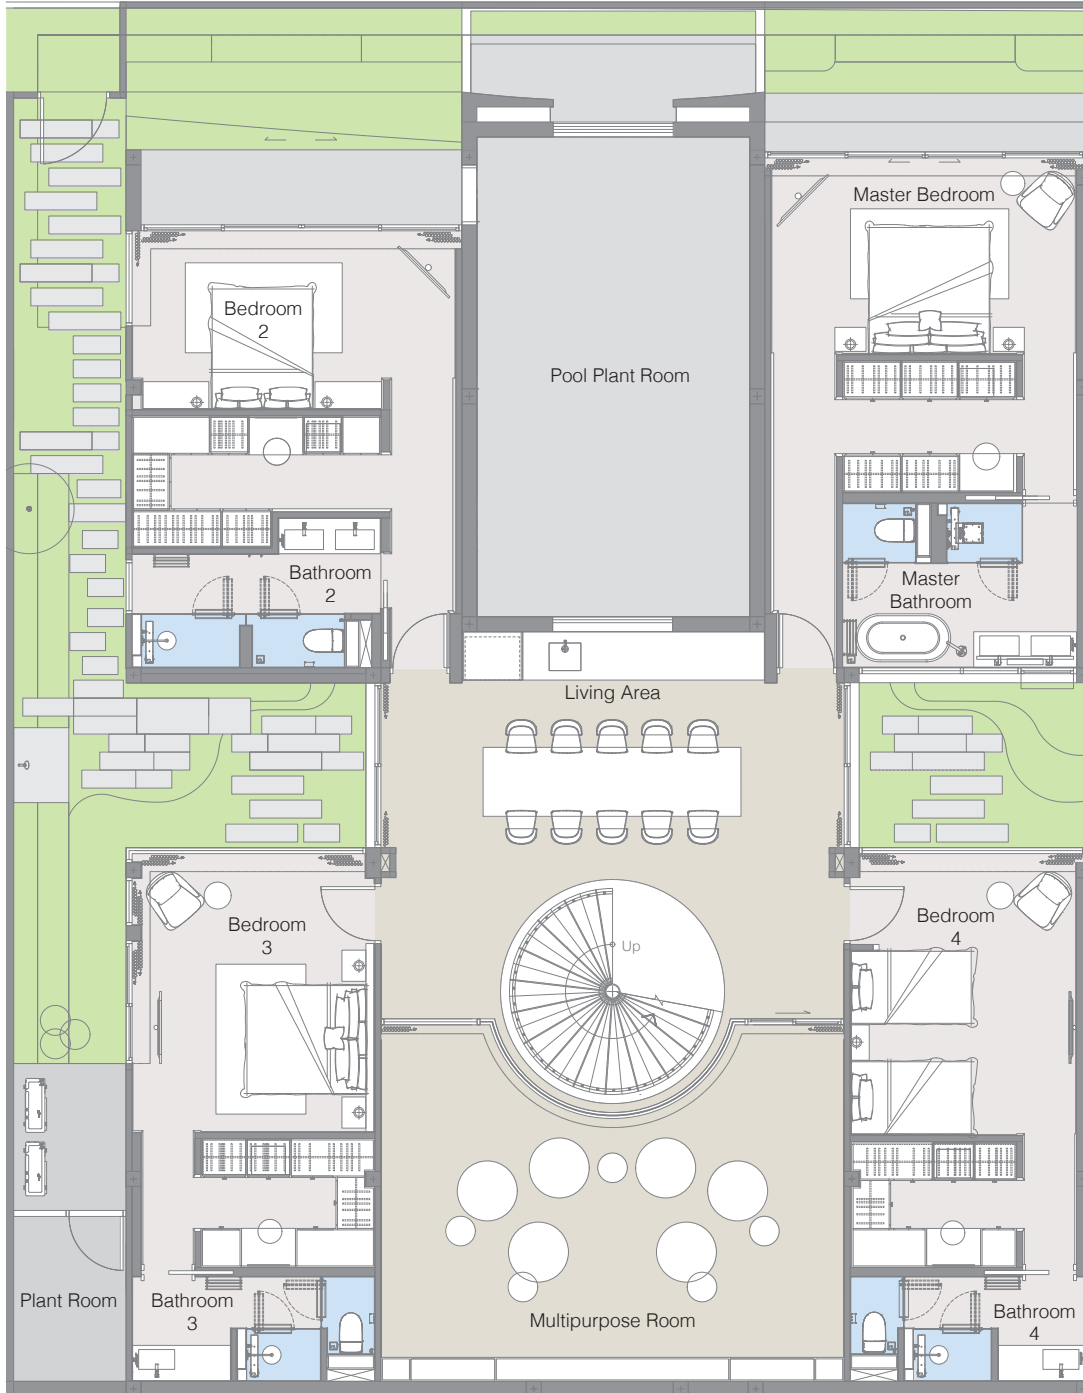 Master Bedroom
Bedroom
2
Pool Plant Room
Bathroom
2
Master
Bathroom
Living Area
Bedroom
3
Up
Bedroom
4
Plant Room
Bathroom
3
Multipurpose Room
Bathroom
4